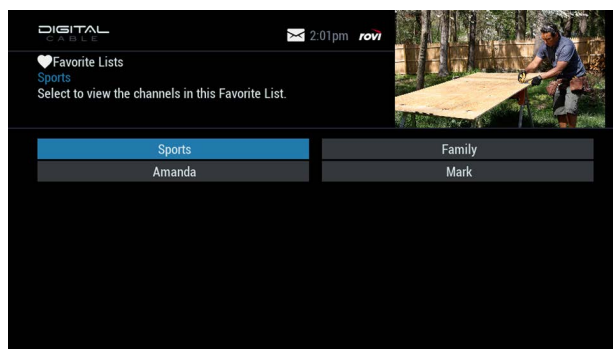 DIGITAL
CABLE
2:01pm rovi
Favorite Lists
Sports
Select to view the channels in this Favorite List.
Sports
Family
Amanda
Mark